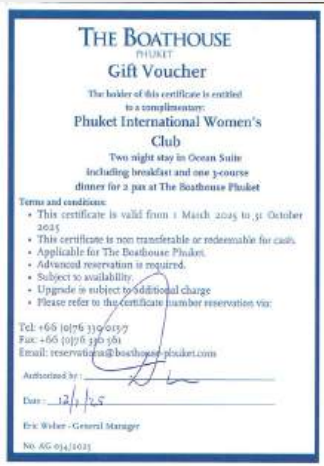 THE BOATHOUSE
PHUKET
Gift Voucher
The holder of this certificate is entitled
to a complimentary:
Phuket International Women's
Club
Two night stay in Ocean Suite
including breakfast and one 3-course
dinner for 2 pax at The Boathouse Phuket
Terms and conditions:
• This certificate is valid from 1 March 2025 to 31 October
2025
• This certificate is non transferable or redeemable for cash.
• Applicable for The Boathouse Phuket.
• Advanced reservation is required.
• Subject to availability.
• Upgrade is subject to additional charge
• Please refer to the certificate number reservation via:
Tel: +66 (0)76 330 015-7
Fax: +66 (0)76 330 561
Email: reservations@boathouse-phuket.com
Authorized by :
Date :
Eric Weber - General Manager
No. AG 034/2025